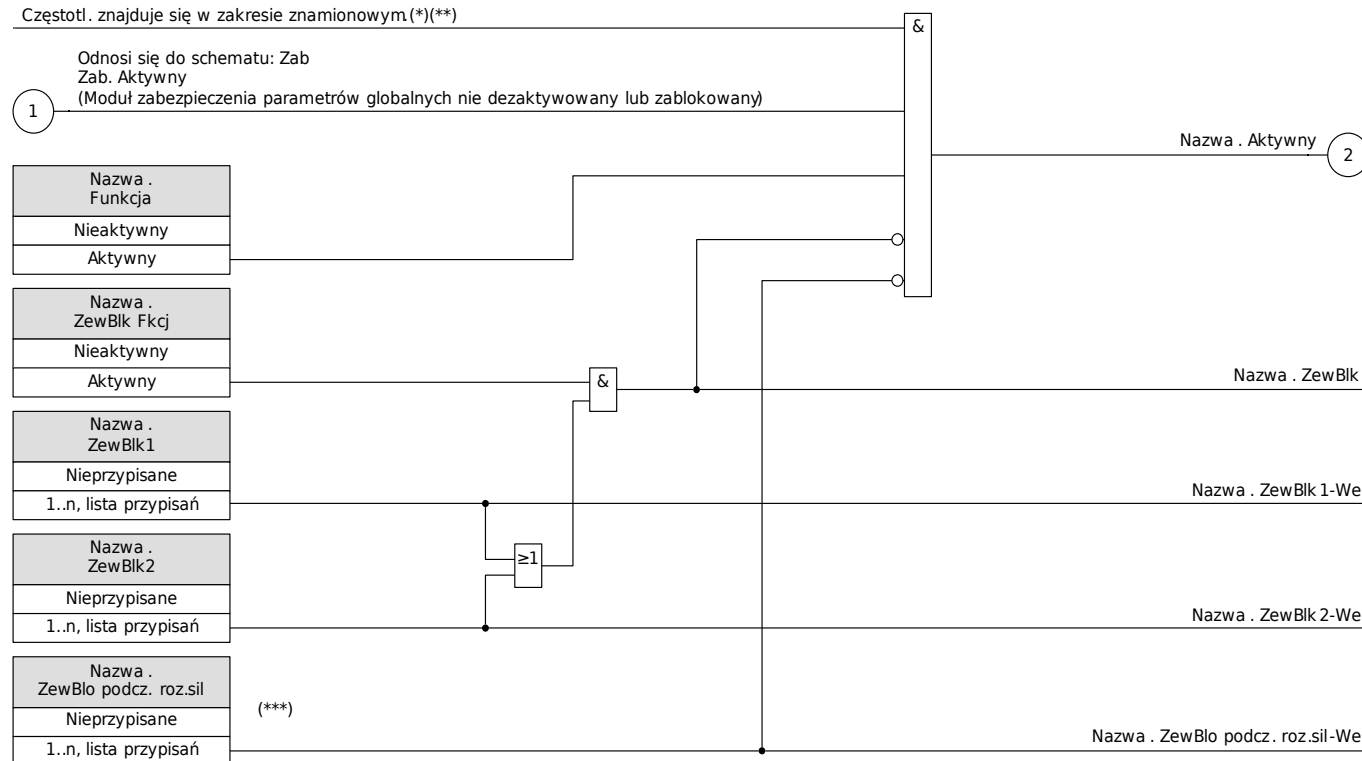 Częstotl. znajduje się w zakresie znamionowym.(*)(**)
&
Odnosi się do schematu: Zab
Zab. Aktywny
(Moduł zabezpieczenia parametrów globalnych nie dezaktywowany lub zablokowany)
1
Nazwa . Aktywny
2
Nazwa .
Funkcja
Nieaktywny
Aktywny
Nazwa .
ZewBlk Fkcj
Nieaktywny
Aktywny
&
Nazwa . ZewBlk
Nazwa .
ZewBlk1
Nieprzypisane
1..n, lista przypisań
Nazwa . ZewBlk 1-We
≥1
Nazwa .
ZewBlk2
Nieprzypisane
1..n, lista przypisań
Nazwa . ZewBlk 2-We
Nazwa .
ZewBlo podcz. roz.sil
Nieprzypisane
1..n, lista przypisań
(***)
Nazwa . ZewBlo podcz. roz.sil-We